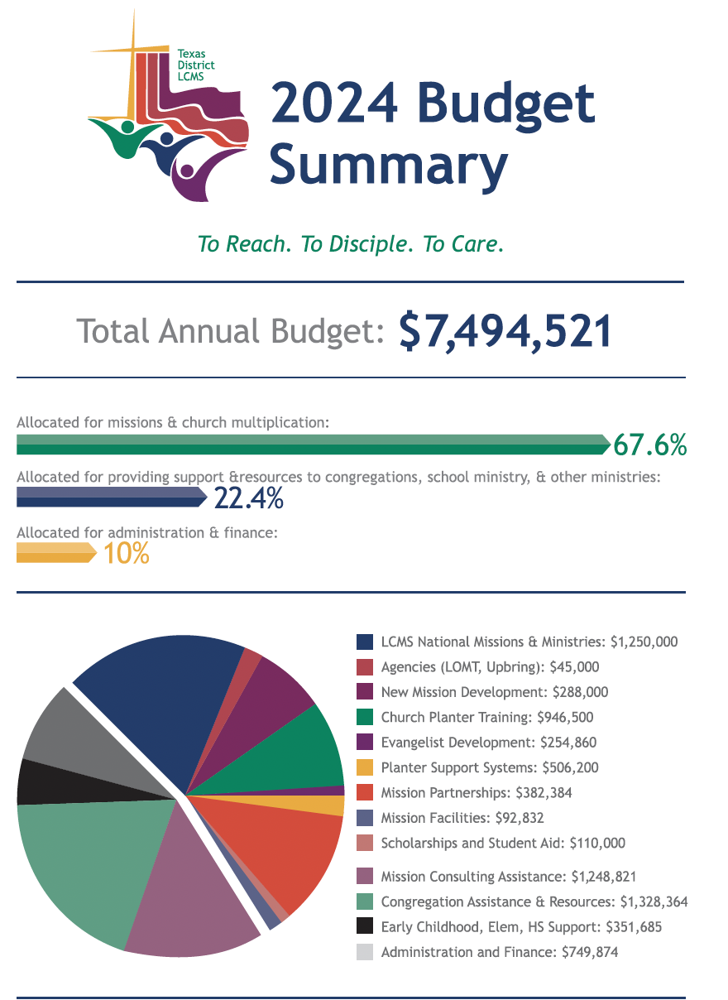 Texas
District
LCMS
2024 Budget
Summary
To Reach. To Disciple. To Care.
Total Annual Budget: $7,494,521
Allocated for missions & church multiplication:
67.6%
Allocated for providing support &resources to congregations, school ministry, & other ministries:
22.4%
Allocated for administration & finance:
10%
LCMS National Missions & Ministries: $1,250,000
Agencies (LOMT, Upbring): $45,000
New Mission Development: $288,000
Church Planter Training: $946,500
Evangelist Development: $254,860
Planter Support Systems: $506,200
Mission Partnerships: $382,384
Mission Facilities: $92,832
Scholarships and Student Aid: $110,000
Mission Consulting Assistance: $1,248,821
Congregation Assistance & Resources: $1,328,364
Early Childhood, Elem, HS Support: $351,685
Administration and Finance: $749,874